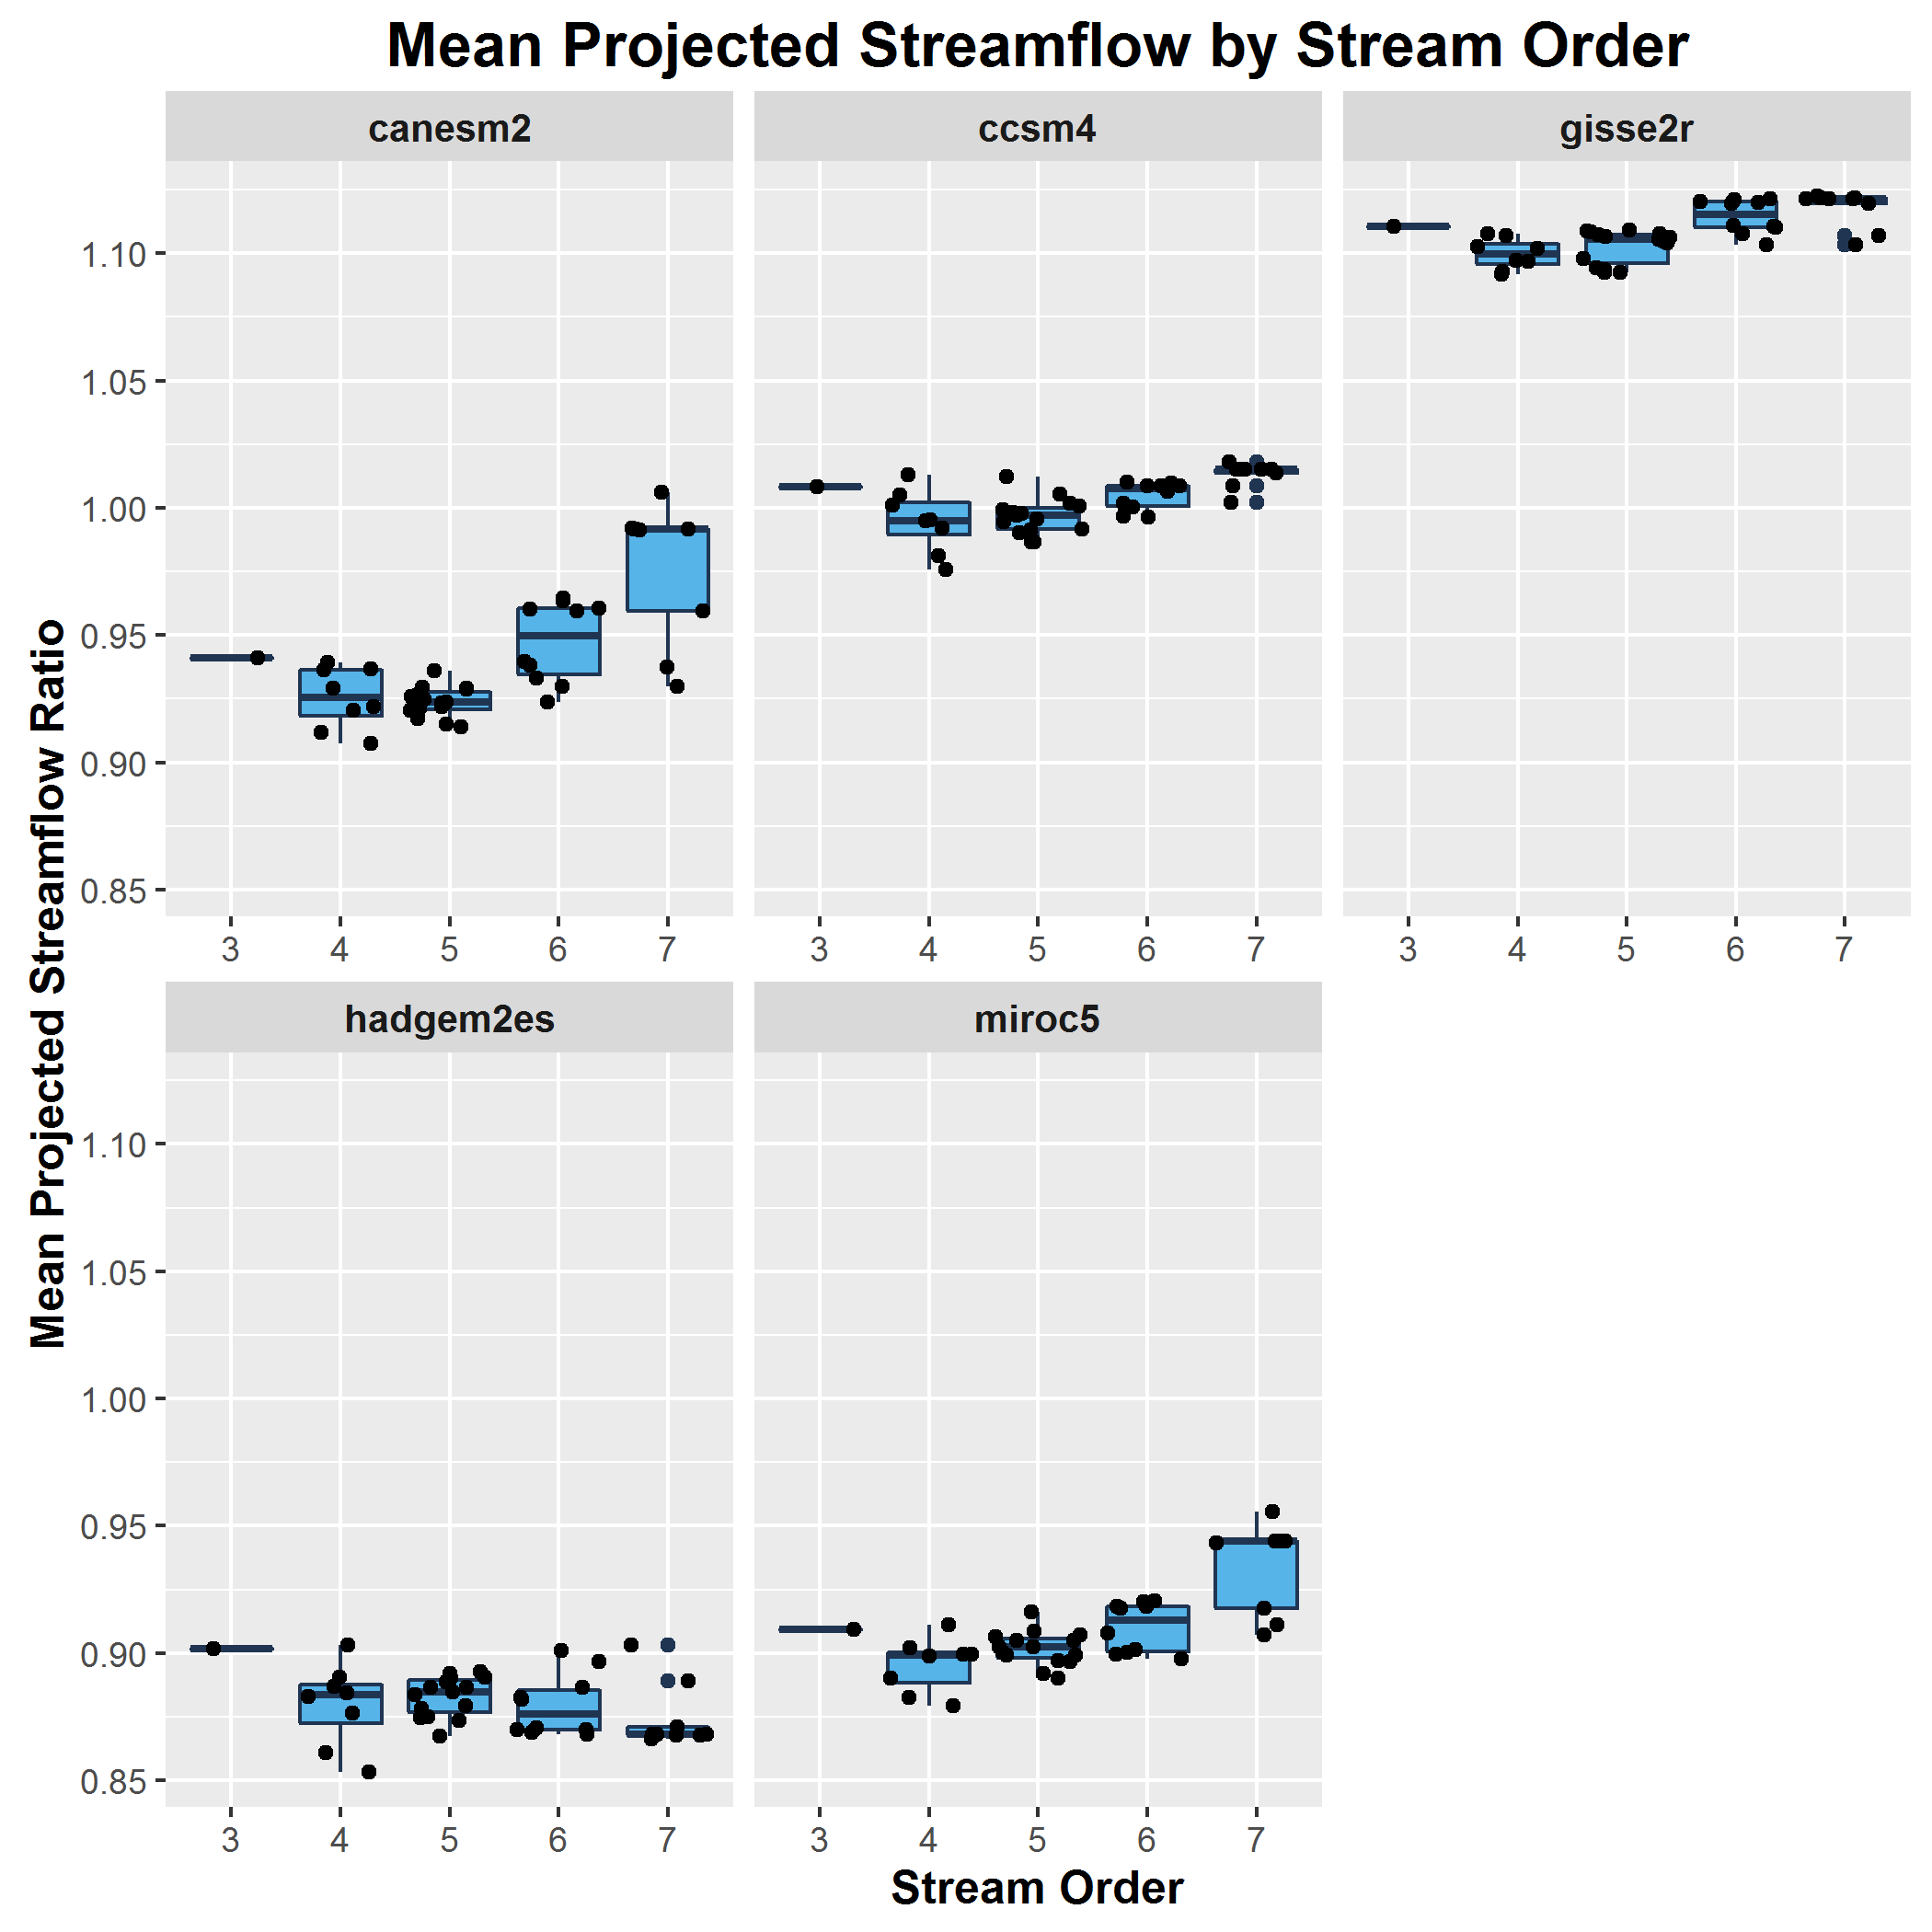 Mean Projected Streamflow by Stream Order
canesm2
ccsm4
gisse2r
Mean Projected Streamflow Ratio
1.10
1.05
1.00
0.95
0.90
0.85
3 4 5 6 7
3 4 5 6 7
3 4 5 6 7
hadgem2es
miroc5
1.10
1.05
1.00
0.95
0.90
0.85
3 4 5 6 7
3 4 5 6 7
Stream Order